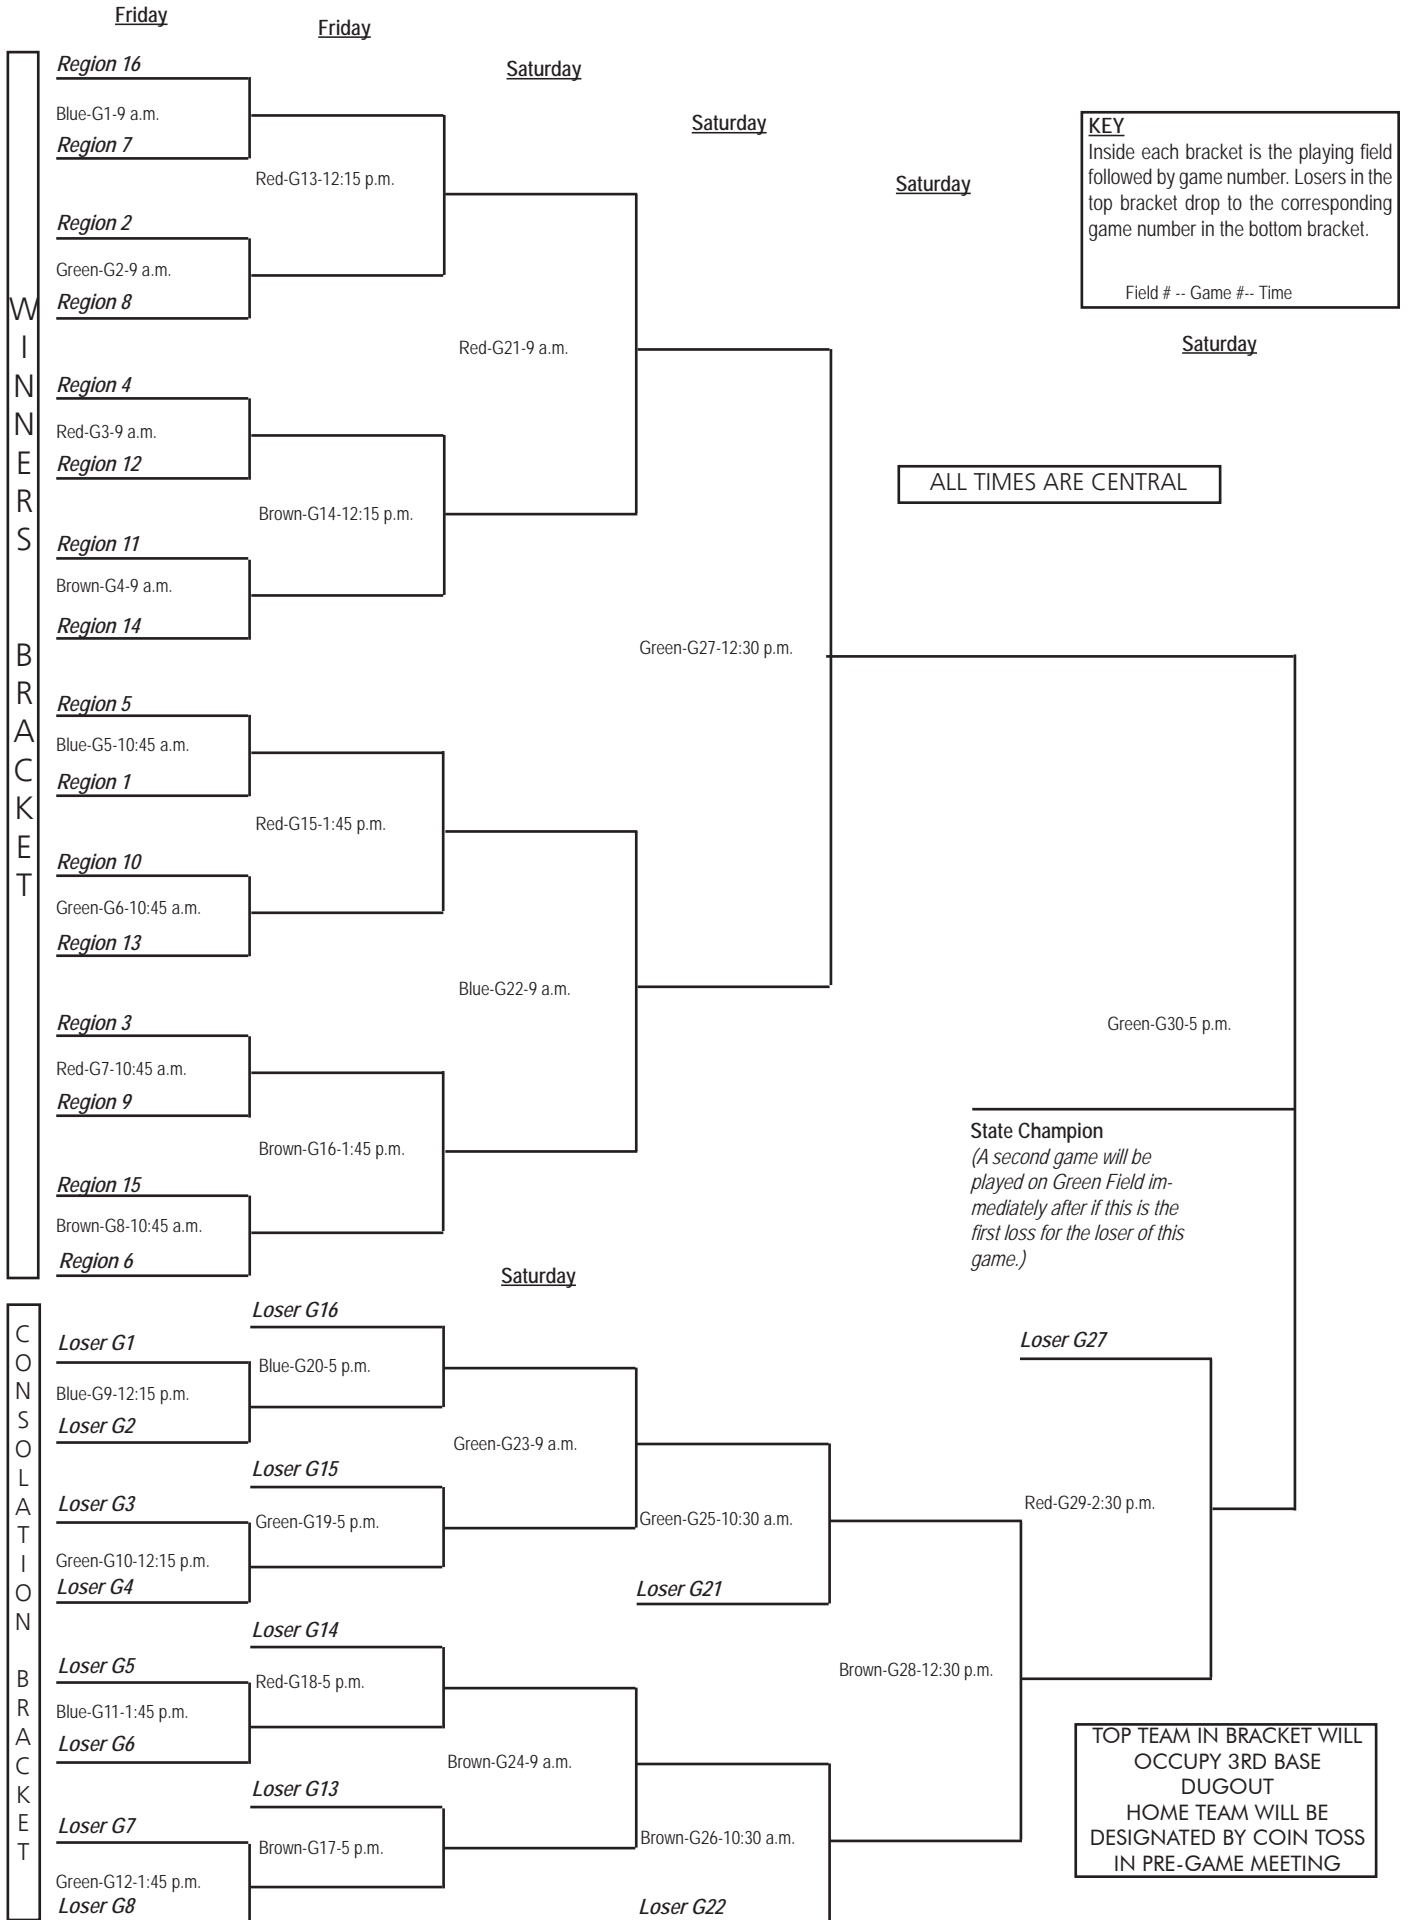 Friday
Friday
Saturday
Saturday
Saturday
Saturday
KEY
Inside each bracket is the playing field
followed by game number. Losers in the
top bracket drop to the corresponding
game number in the bottom bracket.
Field # -- Game #-- Time
ALL TIMES ARE CENTRAL
WINNERS BRACKET
Region 16
Blue-G1-9 a.m.
Region 7
Red-G13-12:15 p.m.
Region 2
Green-G2-9 a.m.
Region 8
Red-G21-9 a.m.
Region 4
Red-G3-9 a.m.
Region 12
Brown-G14-12:15 p.m.
Region 11
Brown-G4-9 a.m.
Region 14
Green-G27-12:30 p.m.
Region 5
Blue-G5-10:45 a.m.
Region 1
Red-G15-1:45 p.m.
Region 10
Green-G6-10:45 a.m.
Region 13
Blue-G22-9 a.m.
Region 3
Red-G7-10:45 a.m.
Region 9
Brown-G16-1:45 p.m.
Region 15
Brown-G8-10:45 a.m.
Region 6
Green-G30-5 p.m.
State Champion
(A second game will be
played on Green Field im-
mediately after if this is the
first loss for the loser of this
game.)
Saturday
CONSOLATION BRACKET
Loser G16
Loser G1
Blue-G20-5 p.m.
Blue-G9-12:15 p.m.
Loser G2
Green-G23-9 a.m.
Loser G15
Loser G3
Green-G19-5 p.m.
Green-G25-10:30 a.m.
Green-G10-12:15 p.m.
Loser G4
Loser G21
Loser G14
Loser G5
Red-G18-5 p.m.
Blue-G11-1:45 p.m.
Loser G6
Brown-G24-9 a.m.
Loser G13
Loser G7
Brown-G17-5 p.m.
Brown-G26-10:30 a.m.
Green-G12-1:45 p.m.
Loser G8
Loser G22
Brown-G28-12:30 p.m.
Loser G27
Red-G29-2:30 p.m.
TOP TEAM IN BRACKET WILL
OCCUPY 3RD BASE
DUGOUT
HOME TEAM WILL BE
DESIGNATED BY COIN TOSS
IN PRE-GAME MEETING